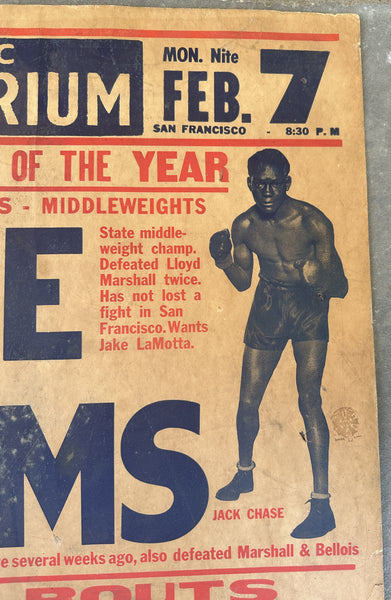 C
RIUM
MON. Nite
FEB. 7
SAN FRANCISCO - 8:30 P. M
OF THE YEAR
S - MIDDLEWEIGHTS
E
State middle-
weight champ.
Defeated Lloyd
Marshall twice.
Has not lost a
fight in San
Francisco. Wants
Jake LaMotta.
MS
JACK CHASE
re several weeks ago, also defeated Marshall & Bellois
BOUTS